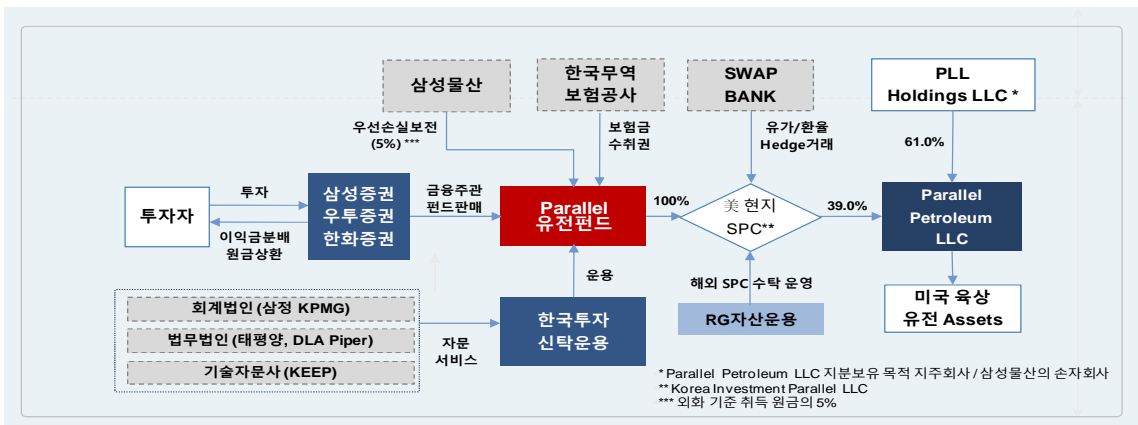 삼성물산
한국무역
보험공사
SWAP
BANK
PLL
Holdings LLC *
우선손실보전
(5%) ***
보험금
수취권
유가/환율
Hedge거래
61.0%
투자자
투자
이익금분배
원금상환
삼성증권
우투증권
한화증권
금융주관
펀드판매
Parallel
유전펀드
100%
美 현지
SPC**
39.0%
Parallel
Petroleum
LLC
운용
해외 SPC 수탁 운영
회계법인 (삼정 KPMG)
법무법인 (태평양, DLA Piper)
기술자문사 (KEEP)
자문
서비스
한국투자
신탁운용
RG자산운용
미국 육상
유전 Assets
* Parallel Petroleum LLC 지분보유 목적 지주회사 / 삼성물산의 손자회사
** Korea Investment Parallel LLC
*** 외화 기준 취득 원금의 5%